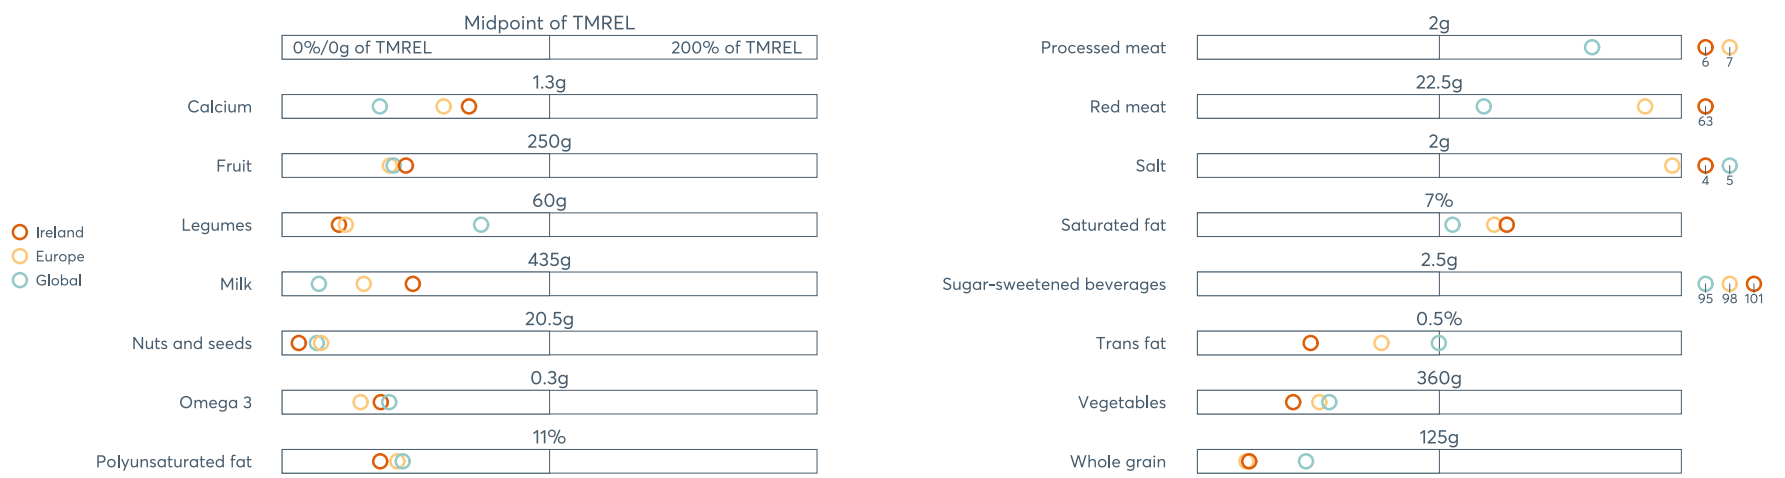 Midpoint of TMREL
0%/0g of TMREL 200% of TMREL
1.3g
Calcium
250g
Fruit
60g
Legumes
435g
Milk
20.5g
Nuts and seeds
0.3g
Omega 3
11%
Polyunsaturated fat
Ireland
Europe
Global
2g
Processed meat
6 7
22.5g
Red meat
63
2g
Salt
4 5
7%
Saturated fat
2.5g
Sugar-sweetened beverages
95 98 101
0.5%
Trans fat
360g
Vegetables
125g
Whole grain